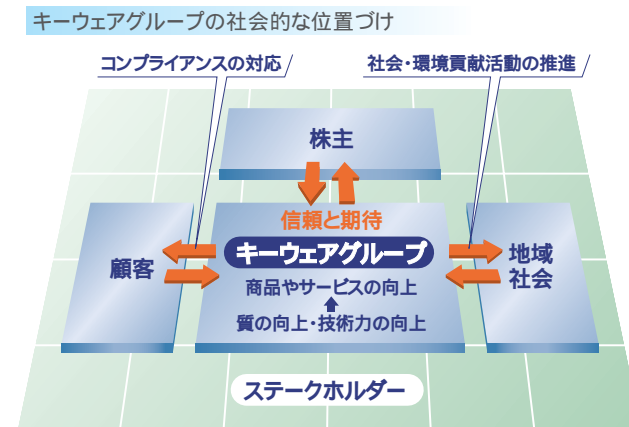 キーウェアグループの社会的な位置づけ
コンプライアンスの対応
社会・環境貢献活動の推進
株主
信頼と期待
キーウェアグループ
顧客
地域
社会
商品やサービスの向上
質の向上・技術力の向上
ステークホルダー